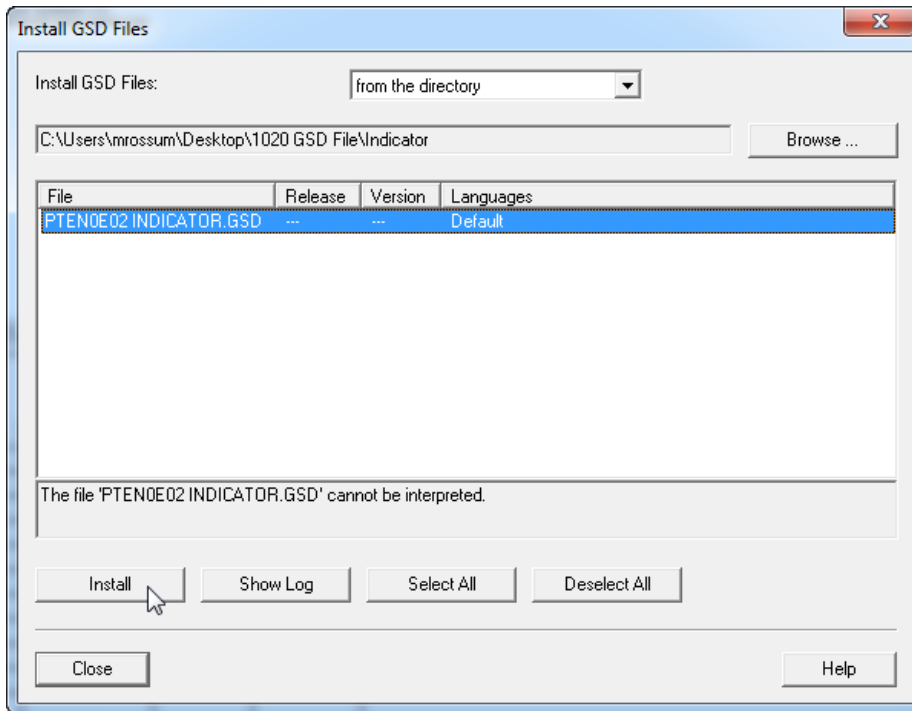 Install GSD Files
Install GSD Files:
from the directory
C:\Users\mrossum\Desktop\1020 GSD File\Indicator
Browse ...
File Release Version Languages
PTEN0E02 INDICATOR.GSD --- --- Default
The file 'PTEN0E02 INDICATOR.GSD' cannot be interpreted.
Install Show Log Select All Deselect All
Close Help